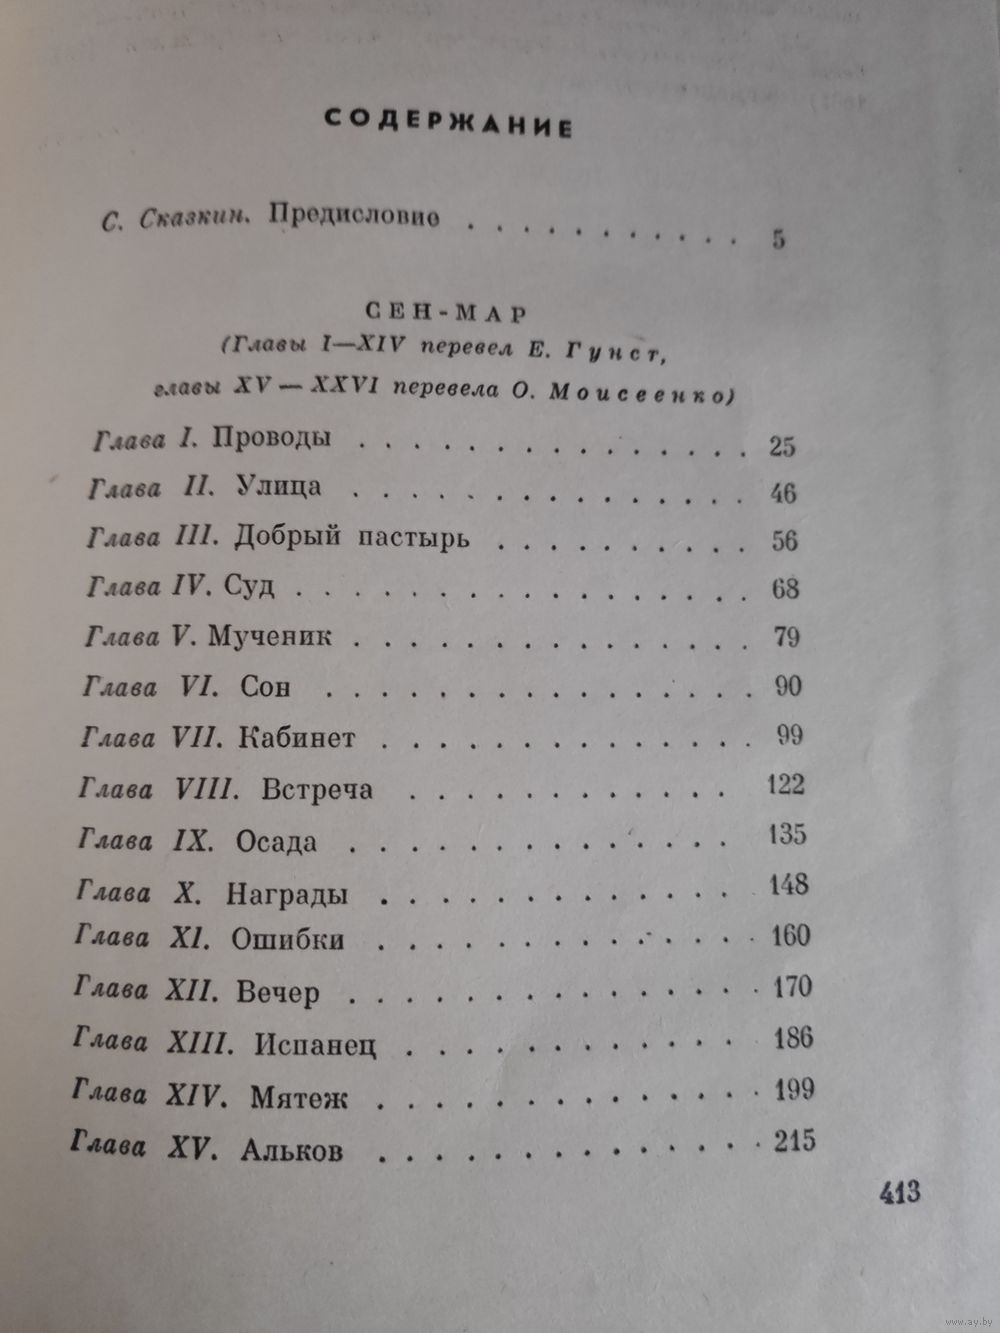 СОДЕРЖАНИЕ
С. Сказкин. Предисловие . . . . . . . . . . . 5
СЕН-МАР
(Главы I—XIV перевел Е. Гунст,
главы XV — XXVI перевела О. Моисеенко)
Глава I. Проводы . . . . . . . . . . . . . . . 25
Глава II. Улица . . . . . . . . . . . . . . . 46
Глава III. Добрый пастырь . . . . . . . . . . 56
Глава IV. Суд . . . . . . . . . . . . . . . . . 68
Глава V. Мученик . . . . . . . . . . . . . . . 79
Глава VI. Сон . . . . . . . . . . . . . . . . 90
Глава VII. Кабинет . . . . . . . . . . . . . . 99
Глава VIII. Встреча . . . . . . . . . . . . 122
Глава IX. Осада . . . . . . . . . . . . . . 135
Глава X. Награды . . . . . . . . . . . . . 148
Глава XI. Ошибки . . . . . . . . . . . . . . 160
Глава XII. Вечер . . . . . . . . . . . . . . . 170
Глава XIII. Испанец . . . . . . . . . . . . 186
Глава XIV. Мятеж . . . . . . . . . . . . . . 199
Глава XV. Альков . . . . . . . . . . . . . . 215
413
www.ay.by